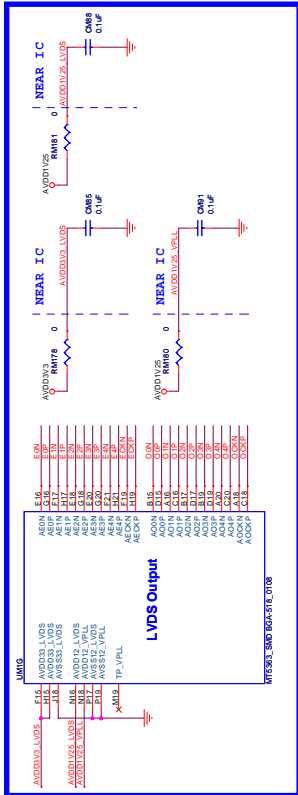 UM1G
AVDD3V3_LVDS
F15 AVDD33_LVDS
H15 AVDD33_LVDS
J18 AVSS33_LVDS
AVDD1V25_LVDS N16 AVDD12_LVDS
AVDD1V25_VPLL N18 AVDD12_VPLL
P17 AVSS12_LVDS
P19 AVSS12_VPLL
M19 TP_VPLL
LVDS Output
MT5363_SMD BGA-518_0108
AE0N E16 E0N
AE0P G16 E0P
AE1N F17 E1N
AE1P H17 E1P
AE2N E18 E2N
AE2P G18 E2P
AE3N E20 E3N
AE3P G20 E3P
AE4N F21 E4N
AE4P H21 E4P
AECKN F19 ECKN
AECKP H19 ECKP
AO0N B15 O0N
AO0P D15 O0P
AO1N A16 O1N
AO1P C16 O1P
AO2N B17 O2N
AO2P D17 O2P
AO3N B19 O3N
AO3P D19 O3P
AO4N A20 O4N
AO4P C20 O4P
AOCKN A18 OCKN
AOCKP C18 OCKP
AVDD3V3
RM178
0
NEAR IC
AVDD3V3_LVDS
CM85
0.1uF
AVDD1V25
RM181
0
NEAR IC
AVDD1V25_LVDS
CM88
0.1uF
AVDD1V25
RM180
0
NEAR IC
AVDD1V25_VPLL
CM91
0.1uF